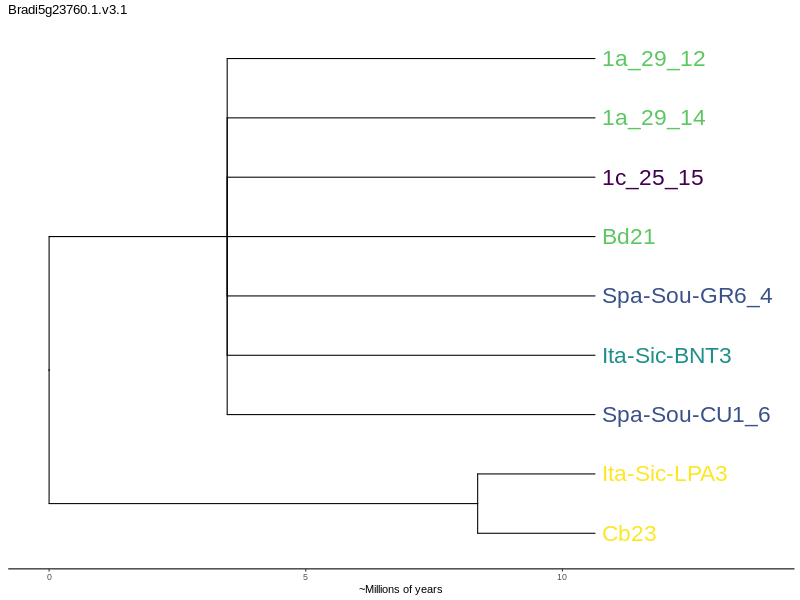 Bradi5g23760.1.v3.1
1a_29_12
1a_29_14
1c_25_15
Bd21
Spa-Sou-GR6_4
Ita-Sic-BNT3
Spa-Sou-CU1_6
Ita-Sic-LPA3
Cb23
0 5 10
~Millions of years